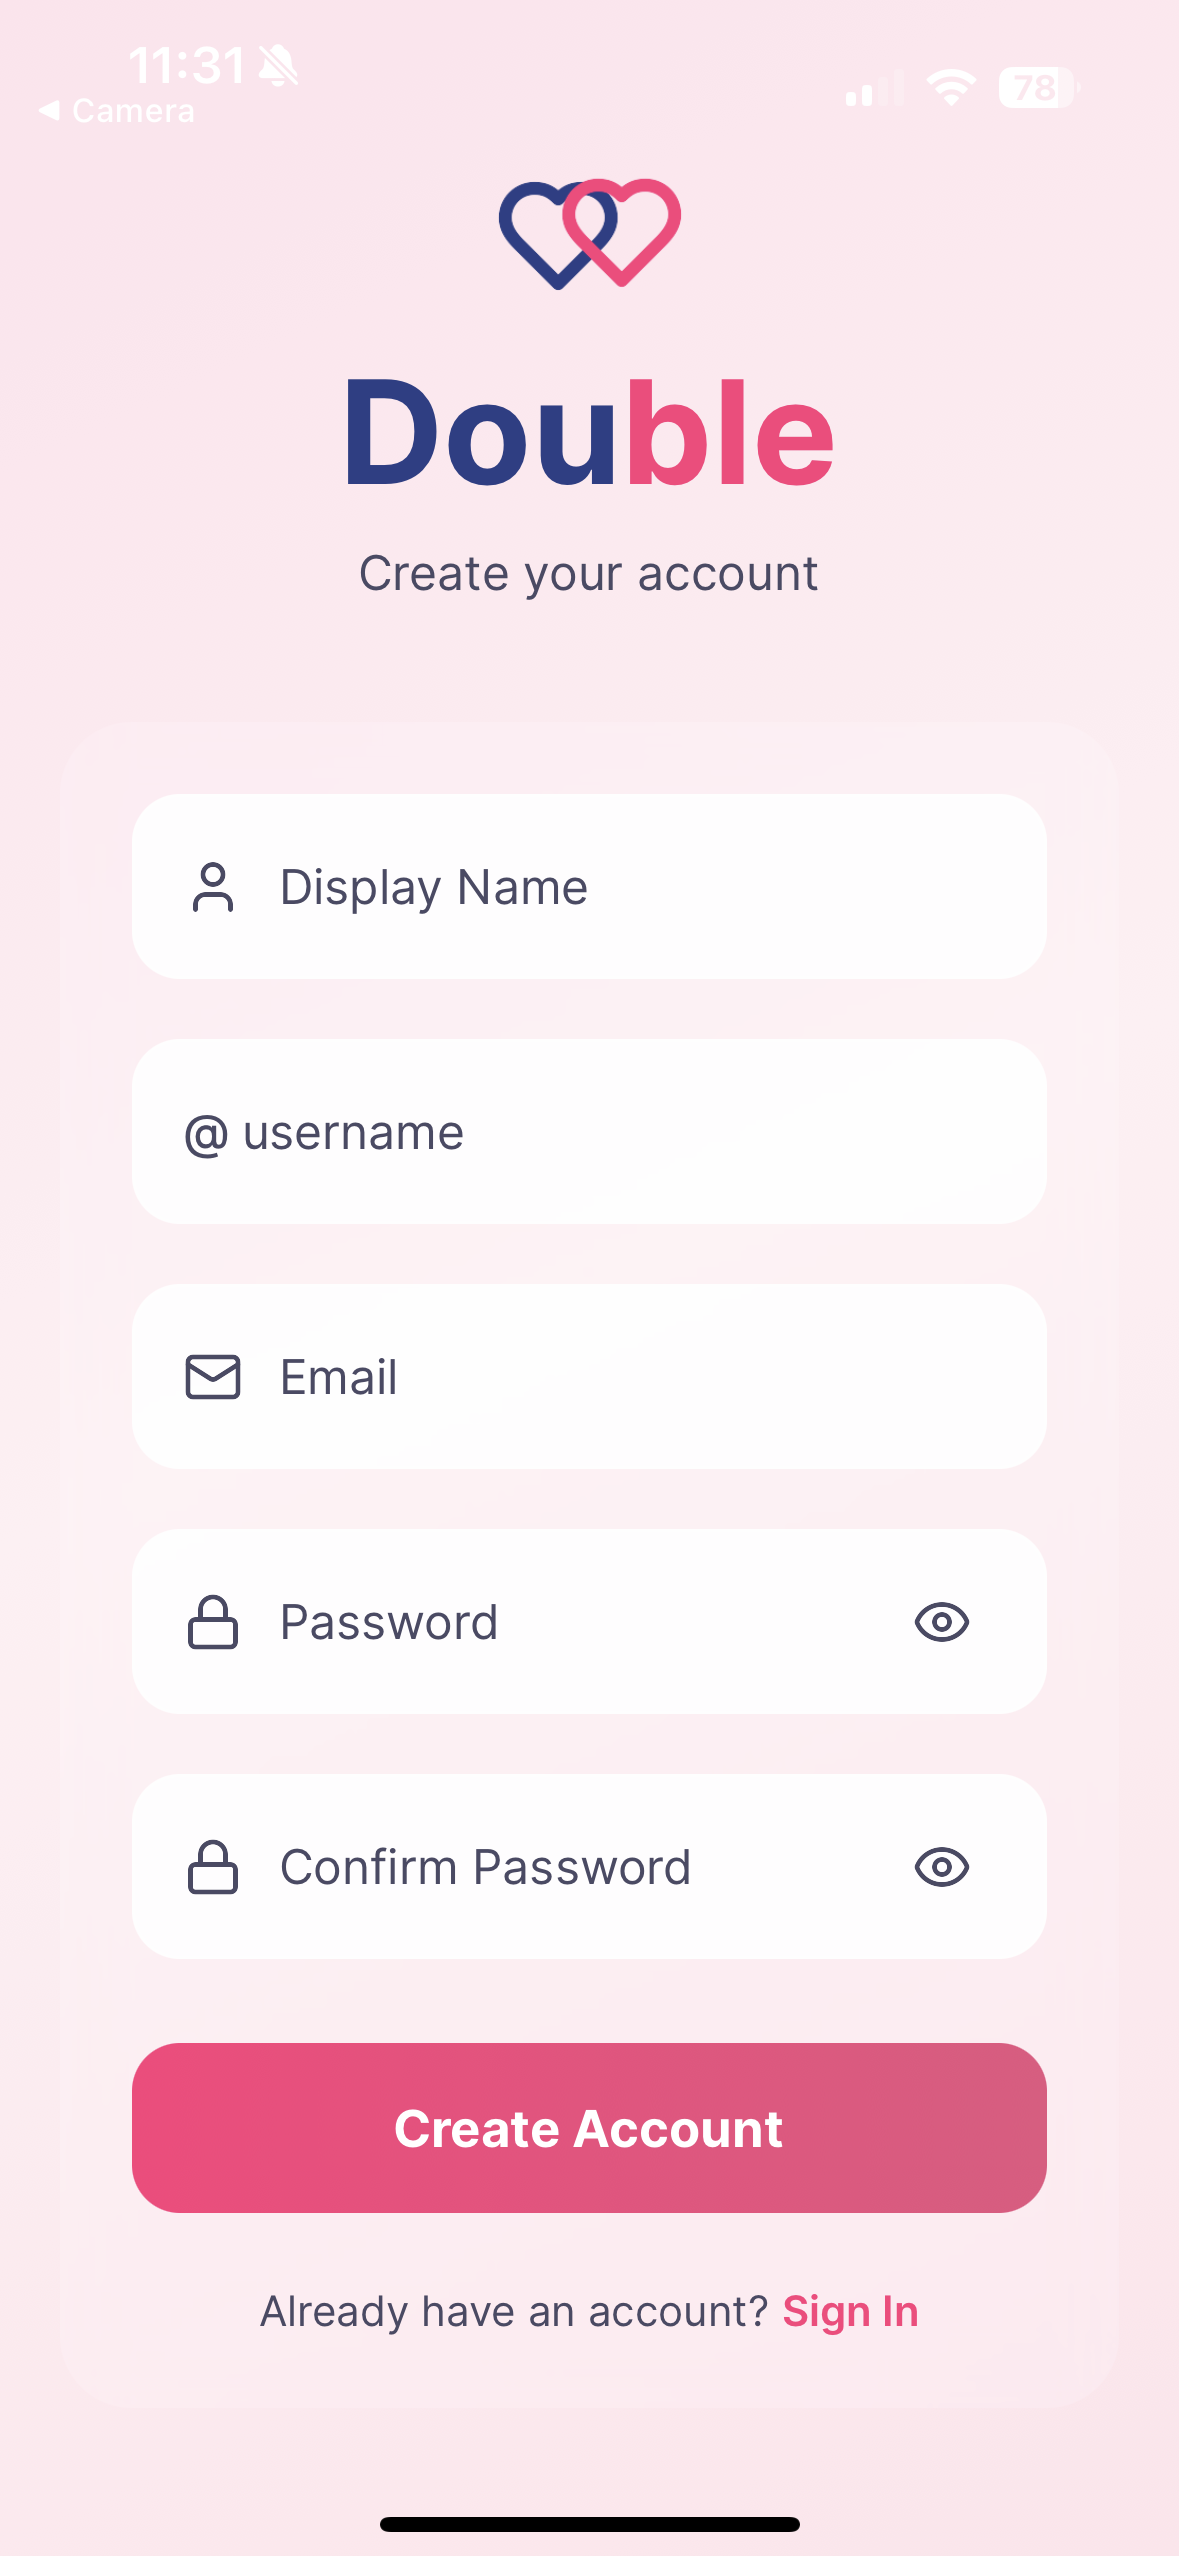 11:31
Camera
78
Double
Create your account
Display Name
@ username
Email
Password
Confirm Password
Create Account
Already have an account? Sign In